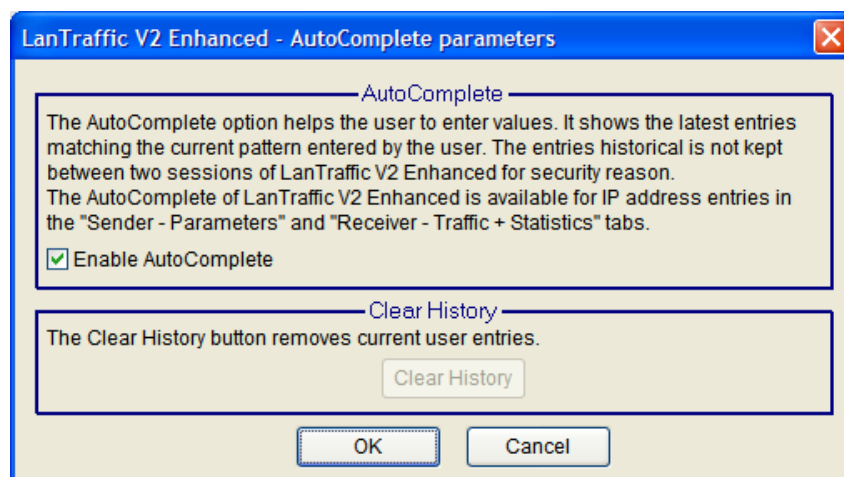 LanTraffic V2 Enhanced - AutoComplete parameters
AutoComplete
The AutoComplete option helps the user to enter values. It shows the latest entries
matching the current pattern entered by the user. The entries historical is not kept
between two sessions of LanTraffic V2 Enhanced for security reason.
The AutoComplete of LanTraffic V2 Enhanced is available for IP address entries in
the "Sender - Parameters" and "Receiver - Traffic + Statistics" tabs.
Enable AutoComplete
Clear History
The Clear History button removes current user entries.
Clear History
OK Cancel